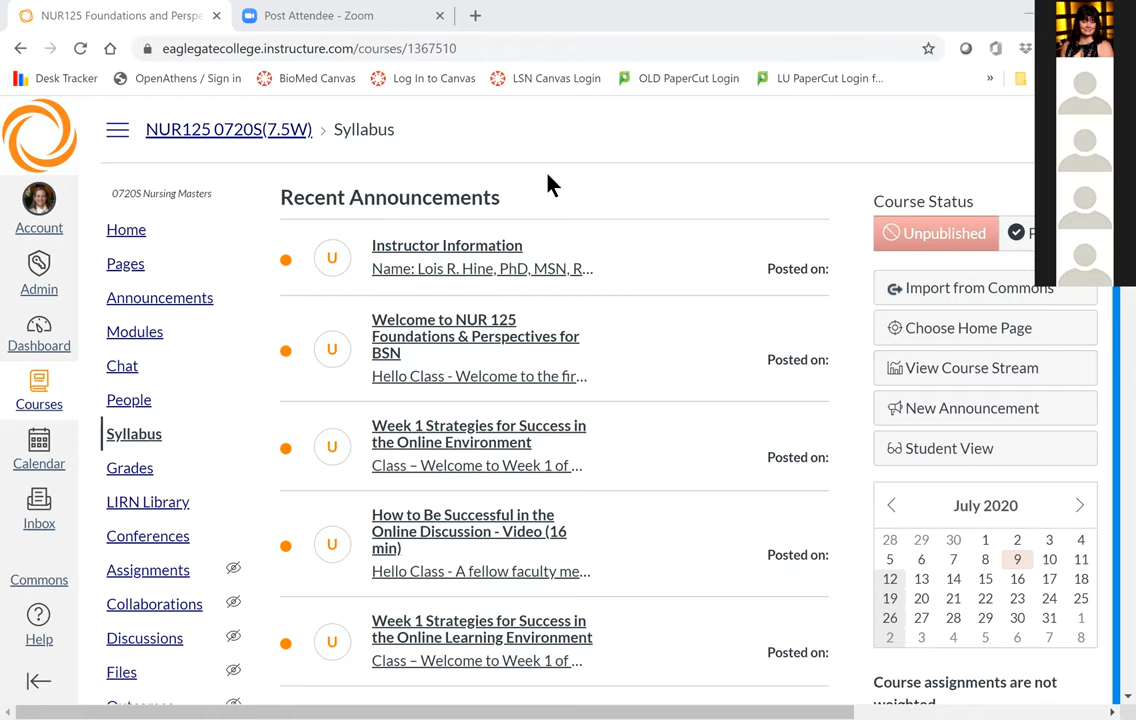 NUR125 Foundations and Perspe
Post Attendee - Zoom
eaglegatecollege.instructure.com/courses/1367510
Desk Tracker
OpenAthens / Sign in
BioMed Canvas
Log In to Canvas
LSN Canvas Webinar
OLD PaperCut Login
LU PaperCut Login f...
»
NUR125 0720S(7.5W) › Syllabus
Account
Admin
Dashboard
Courses
Calendar
Inbox
Commons
Help
0720S Nursing Masters
Home
Pages
Announcements
Modules
Chat
People
Syllabus
Grades
LIRN Library
Conferences
Assignments
Collaborations
Discussions
Files
Recent Announcements
U
Instructor Information
Name: Lois R. Hine, PhD, MSN, R...
Posted on:
U
Welcome to NUR 125
Foundations & Perspectives for
BSN
Hello Class - Welcome to the fir...
Posted on:
U
Week 1 Strategies for Success in
the Online Environment
Class – Welcome to Week 1 of ...
Posted on:
U
How to Be Successful in the
Online Discussion - Video (16
min)
Hello Class - A fellow faculty me...
Posted on:
U
Week 1 Strategies for Success in
the Online Learning Environment
Class – Welcome to Week 1 of ...
Posted on:
Course Status
Unpublished
Import from Commons
Choose Home Page
View Course Stream
New Announcement
Student View
July 2020
28 29 30 1 2 3 4
5 6 7 8 9 10 11
12 13 14 15 16 17 18
19 20 21 22 23 24 25
26 27 28 29 30 31 1
2 3 4 5 6 7 8
Course assignments are not
weighted